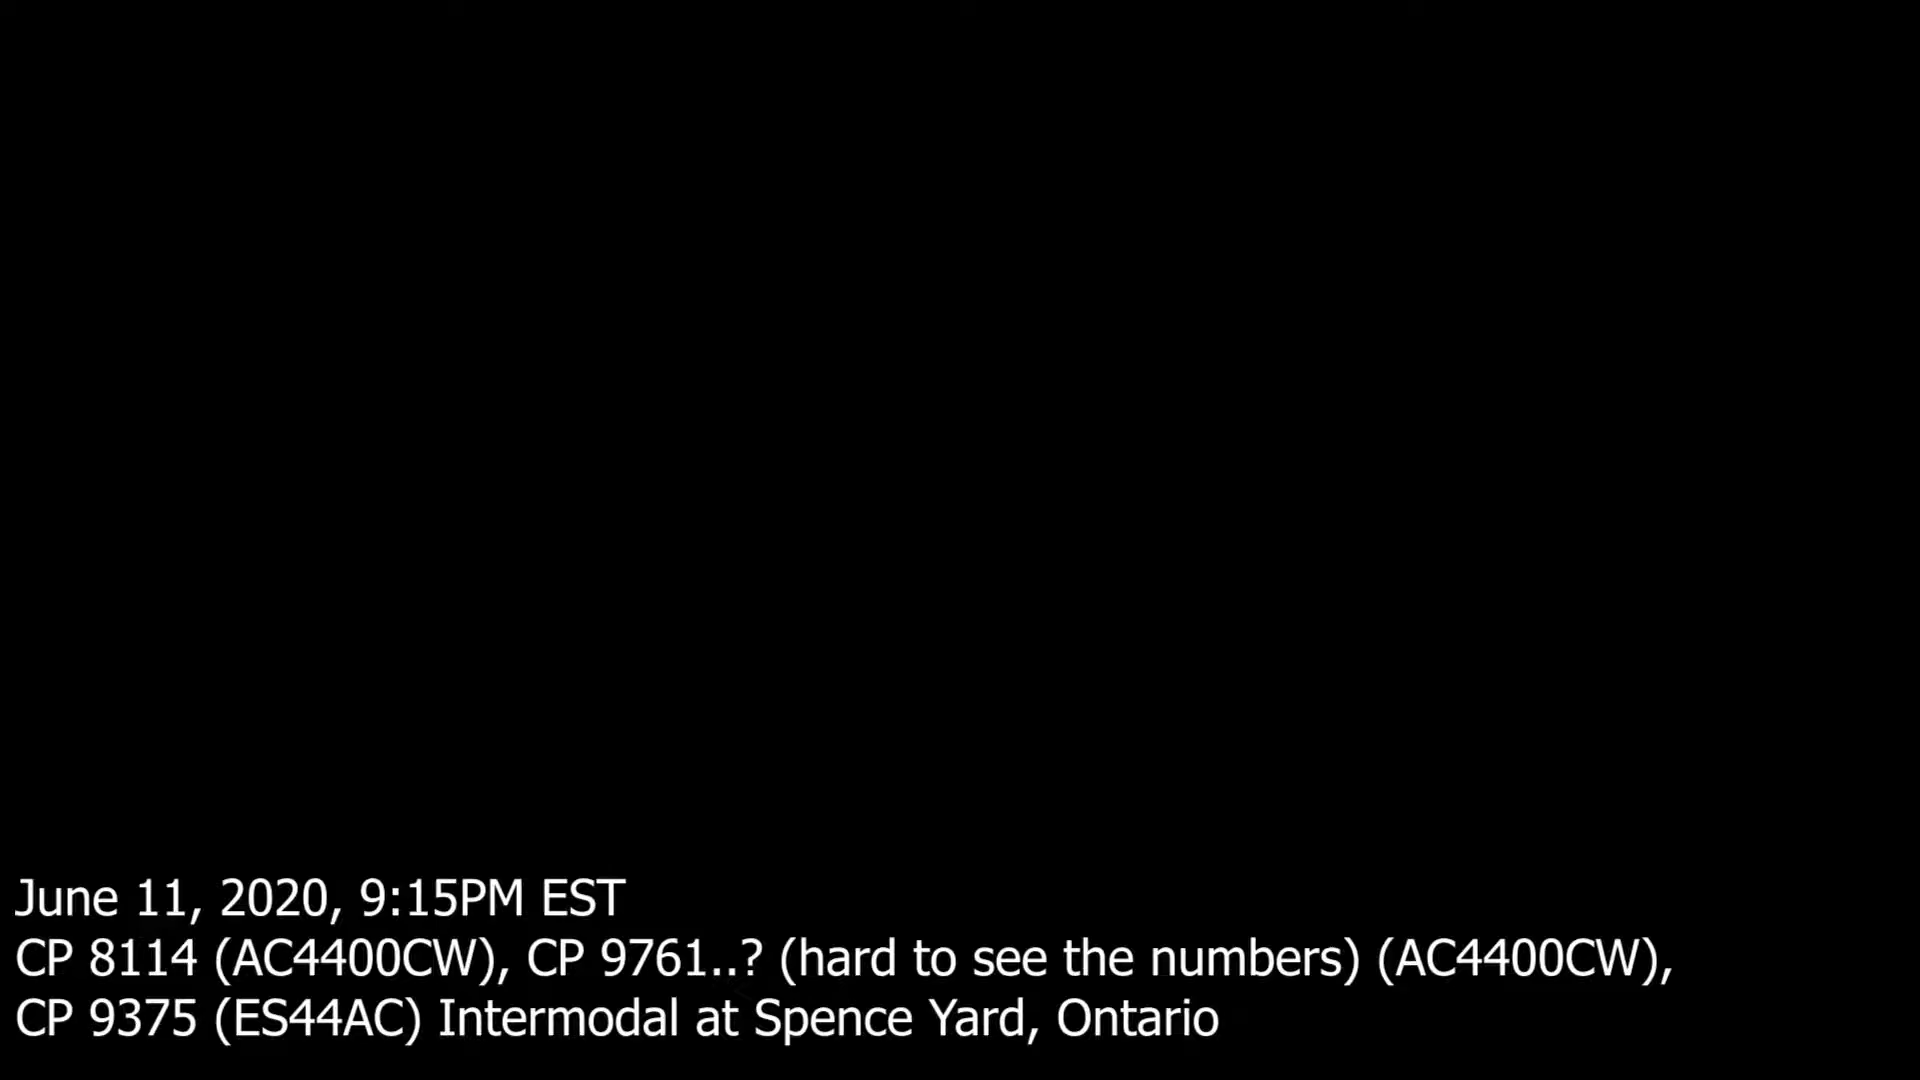 June 11, 2020, 9:15PM EST
CP 8114 (AC4400CW), CP 9761..? (hard to see the numbers) (AC4400CW),
CP 9375 (ES44AC) Intermodal at Spence Yard, Ontario